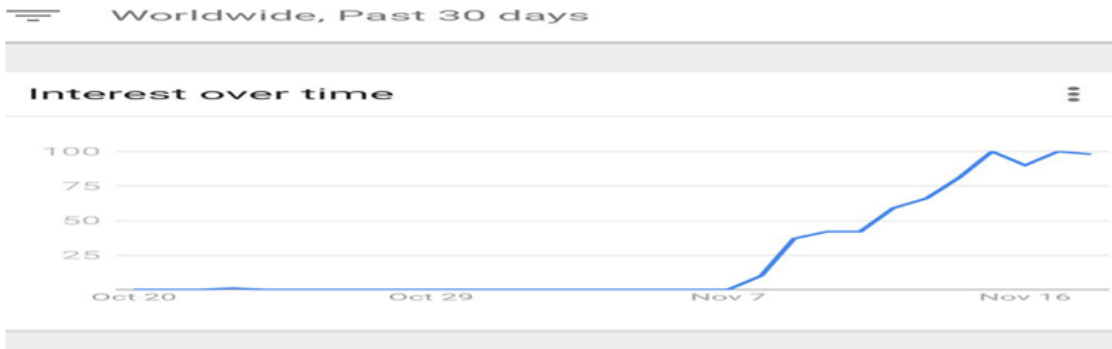 Worldwide, Past 30 days
Interest over time
100
75
50
25
Oct 20 Oct 29 Nov 7 Nov 16